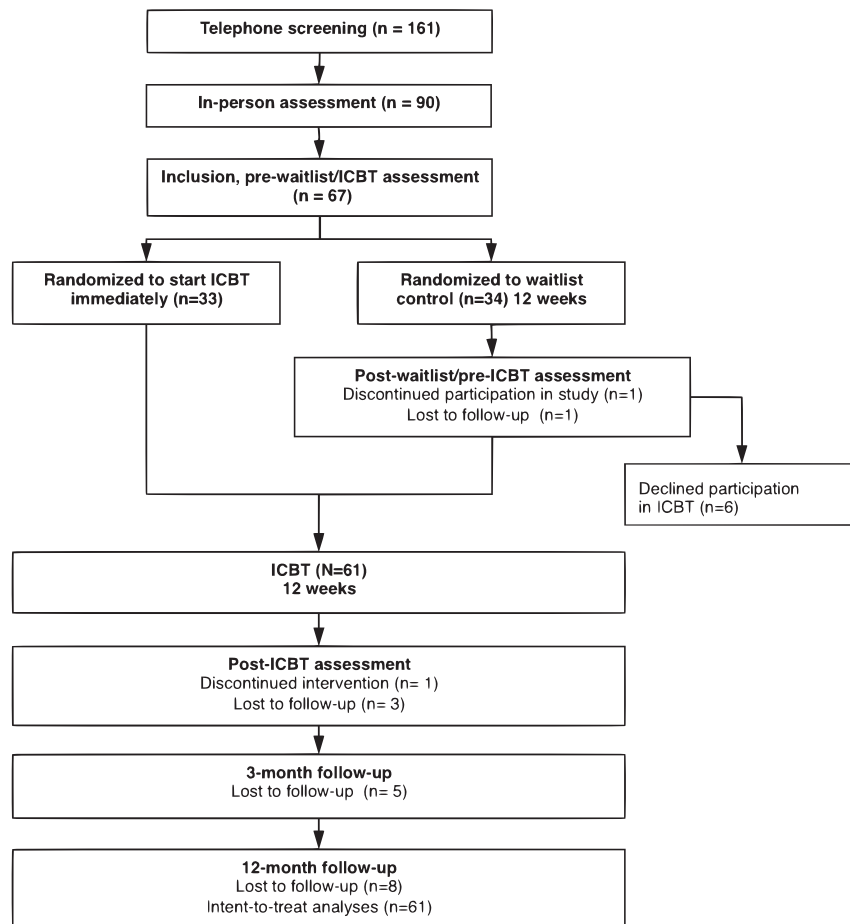 Telephone screening (n = 161)
In-person assessment (n = 90)
Inclusion, pre-waitlist/ICBT assessment
(n = 67)
Randomized to start ICBT
immediately (n=33)
Randomized to waitlist
control (n=34) 12 weeks
Post-waitlist/pre-ICBT assessment
Discontinued participation in study (n=1)
Lost to follow-up (n=1)
Declined participation
in ICBT (n=6)
ICBT (N=61)
12 weeks
Post-ICBT assessment
Discontinued intervention (n= 1)
Lost to follow-up (n= 3)
3-month follow-up
Lost to follow-up (n= 5)
12-month follow-up
Lost to follow-up (n=8)
Intent-to-treat analyses (n=61)